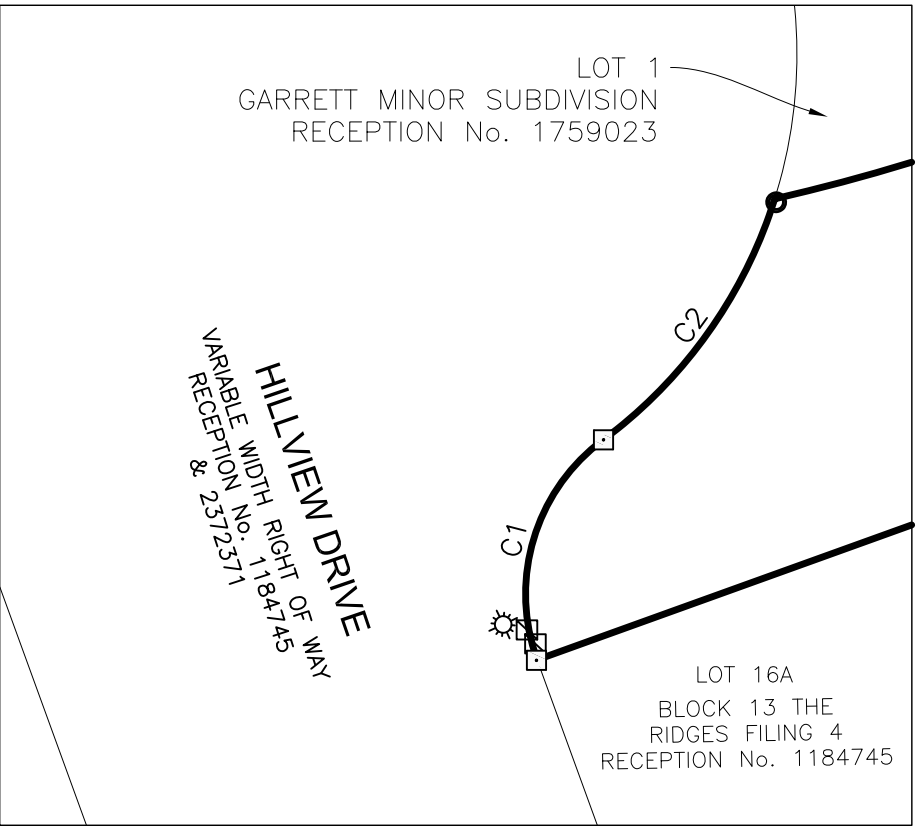 LOT 1
GARRETT MINOR SUBDIVISION
RECEPTION No. 1759023
C2
C1
HILLVIEW DRIVE
VARIABLE WIDTH RIGHT OF WAY
RECEPTION No. 1184745
& 2372371
LOT 16A
BLOCK 13 THE
RIDGES FILING 4
RECEPTION No. 1184745